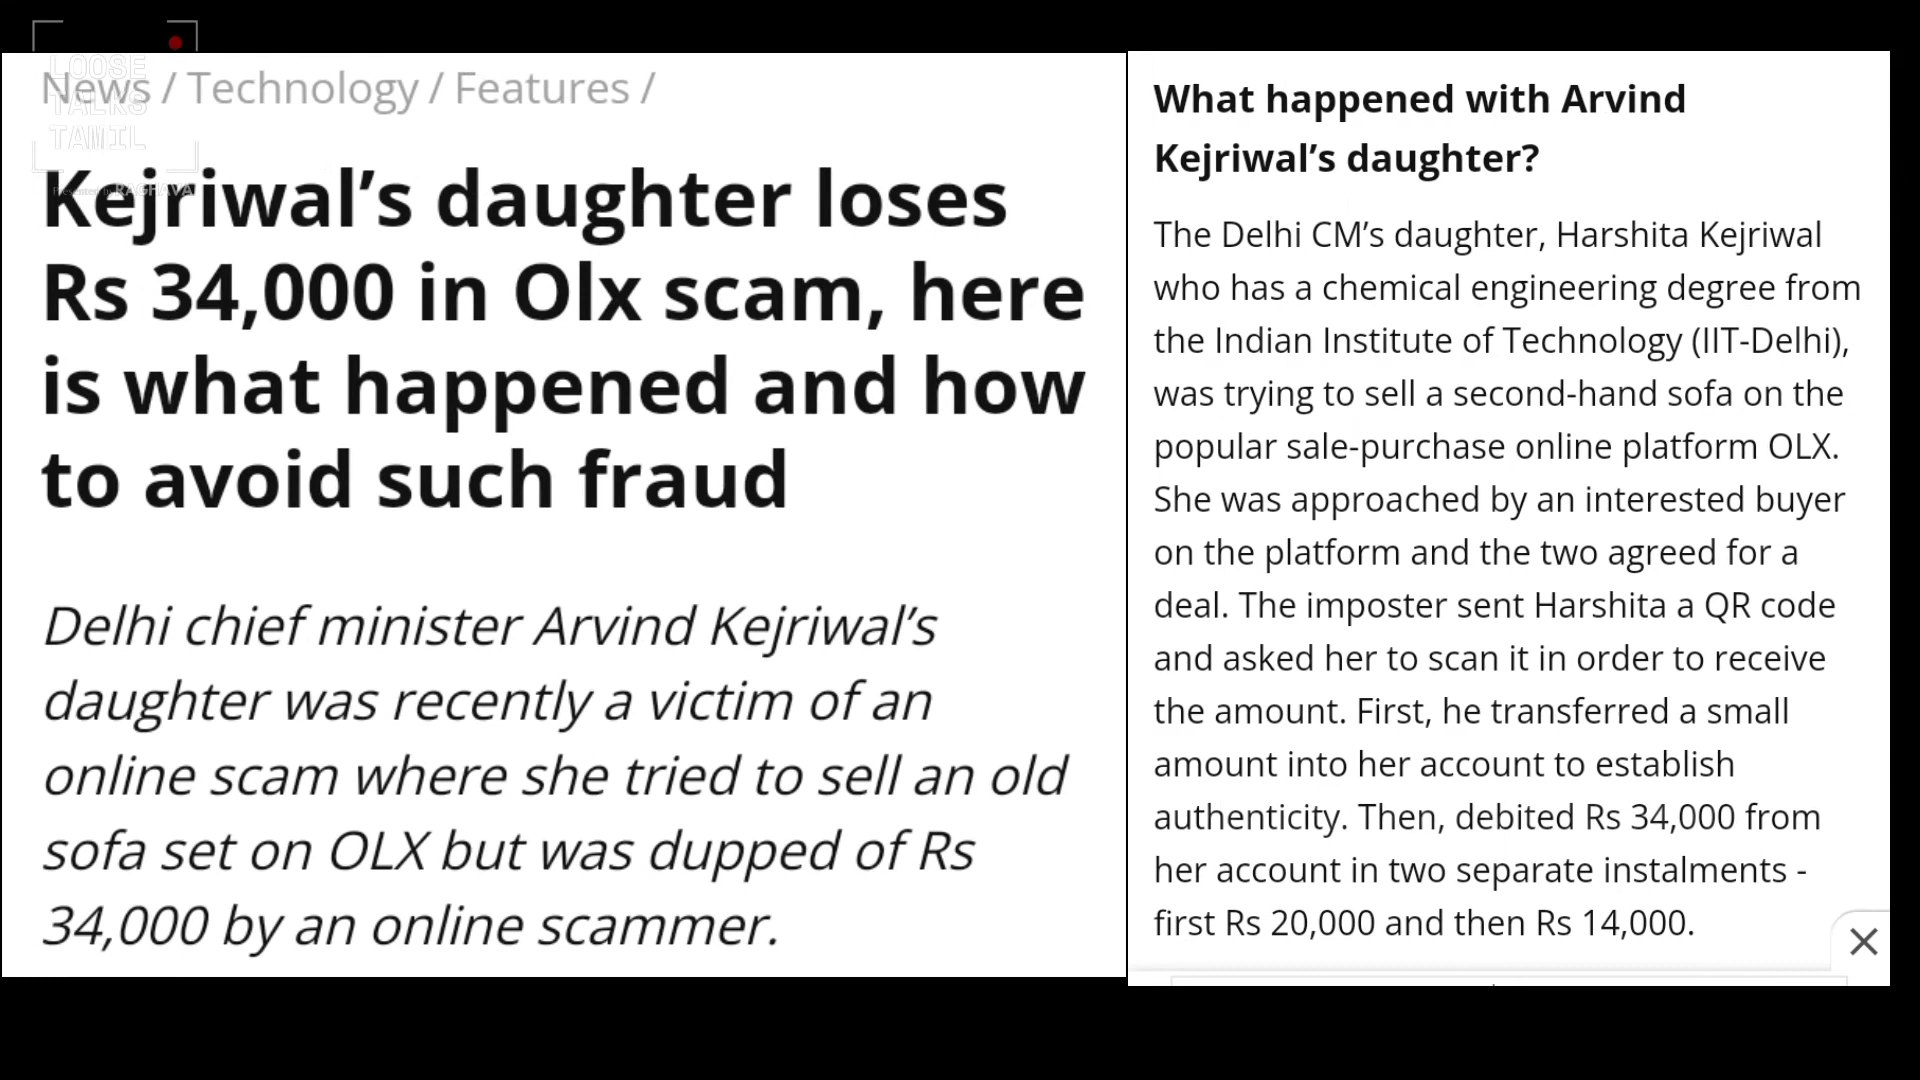 LOOSE
TALKS
TAMIL
Presented by RAGHAVA
News / Technology / Features /
Kejriwal’s daughter loses
Rs 34,000 in Olx scam, here
is what happened and how
to avoid such fraud
Delhi chief minister Arvind Kejriwal’s
daughter was recently a victim of an
online scam where she tried to sell an old
sofa set on OLX but was dupped of Rs
34,000 by an online scammer.
What happened with Arvind
Kejriwal’s daughter?
The Delhi CM’s daughter, Harshita Kejriwal
who has a chemical engineering degree from
the Indian Institute of Technology (IIT-Delhi),
was trying to sell a second-hand sofa on the
popular sale-purchase online platform OLX.
She was approached by an interested buyer
on the platform and the two agreed for a
deal. The imposter sent Harshita a QR code
and asked her to scan it in order to receive
the amount. First, he transferred a small
amount into her account to establish
authenticity. Then, debited Rs 34,000 from
her account in two separate instalments -
first Rs 20,000 and then Rs 14,000.